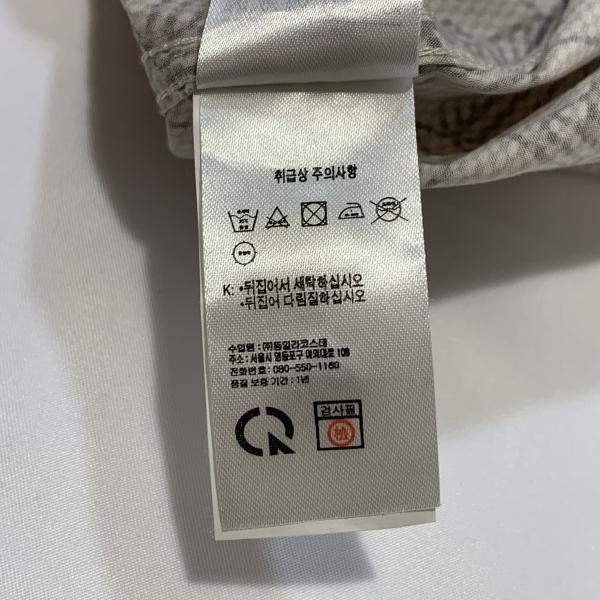 취급상 주의사항
K: •뒤집어서 세탁하십시오
•뒤집어 다림질하십시오
수입원 : (주)동일라코스테
주소 : 서울시 영등포구 여의대로 108
전화번호 : 080-550-1160
품질 보증 기간 : 1년
검사필
檢